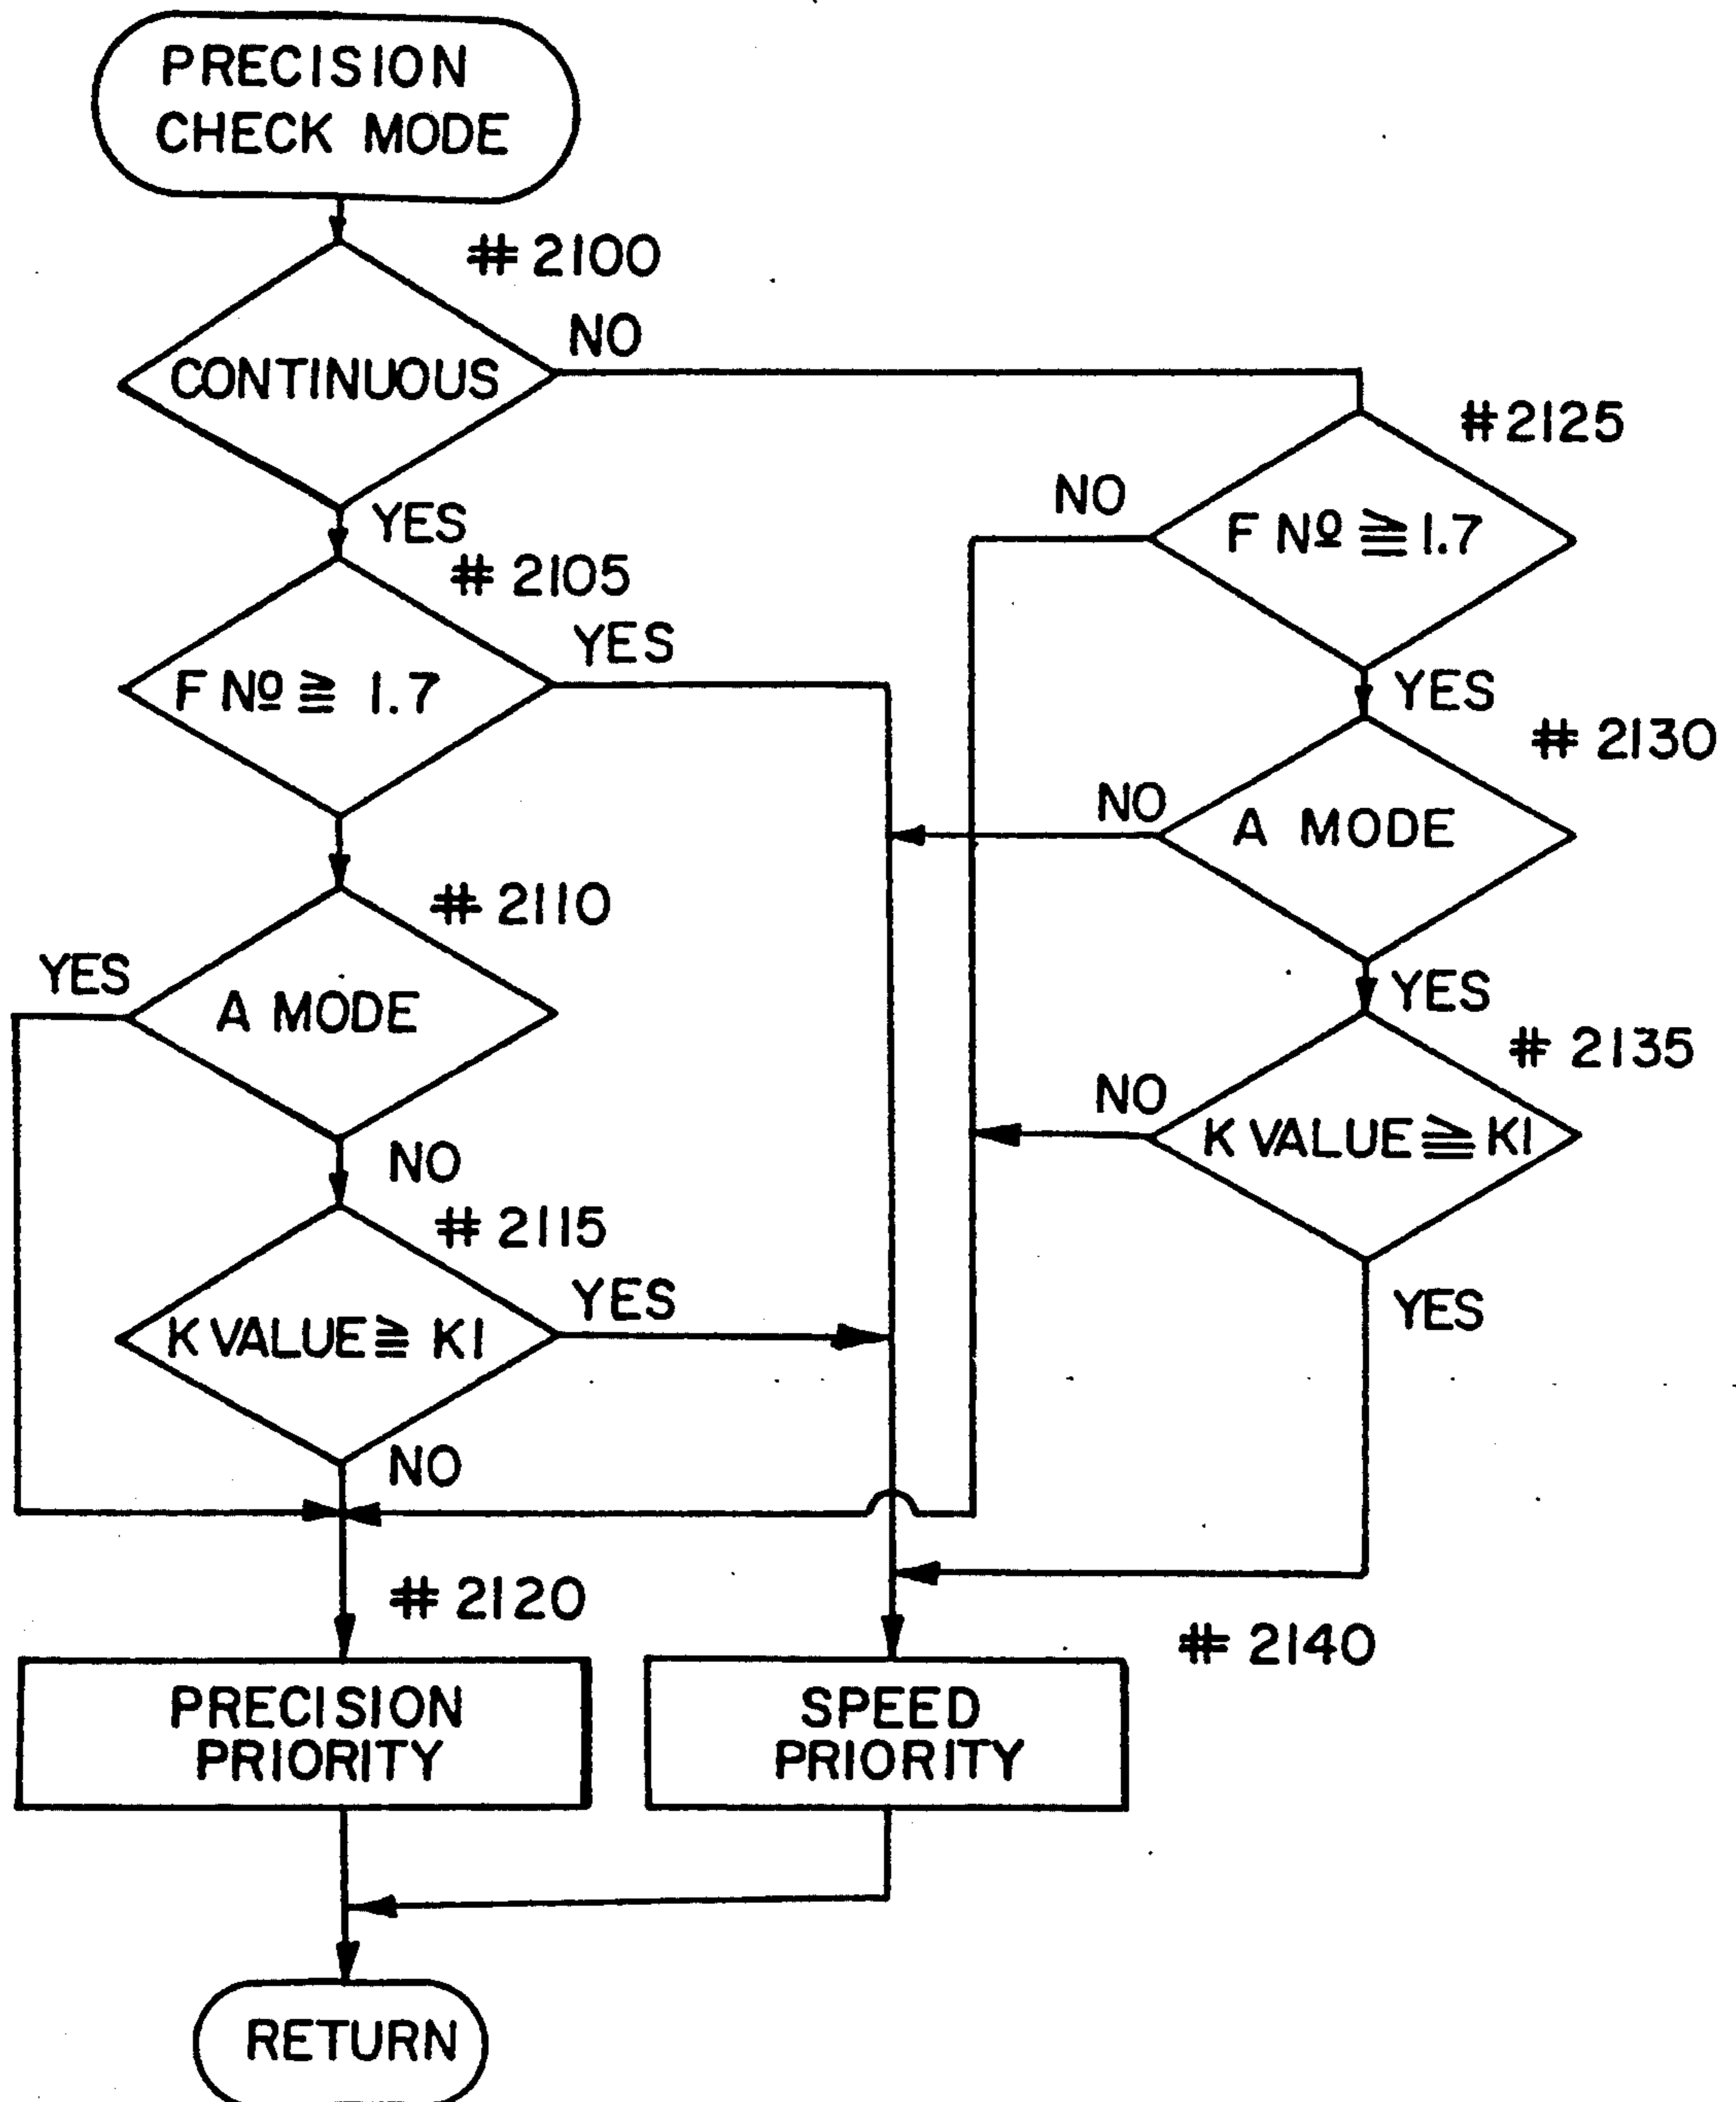 PRECISION
CHECK MODE
# 2100
CONTINUOUS
NO
YES
# 2125
F Nº ≧ 1.7
NO
YES
# 2105
F Nº ≧ 1.7
YES
# 2130
A MODE
NO
YES
# 2110
A MODE
YES
NO
# 2135
K VALUE ≧ K1
NO
YES
# 2115
K VALUE ≧ K1
YES
NO
# 2120
PRECISION
PRIORITY
# 2140
SPEED
PRIORITY
RETURN